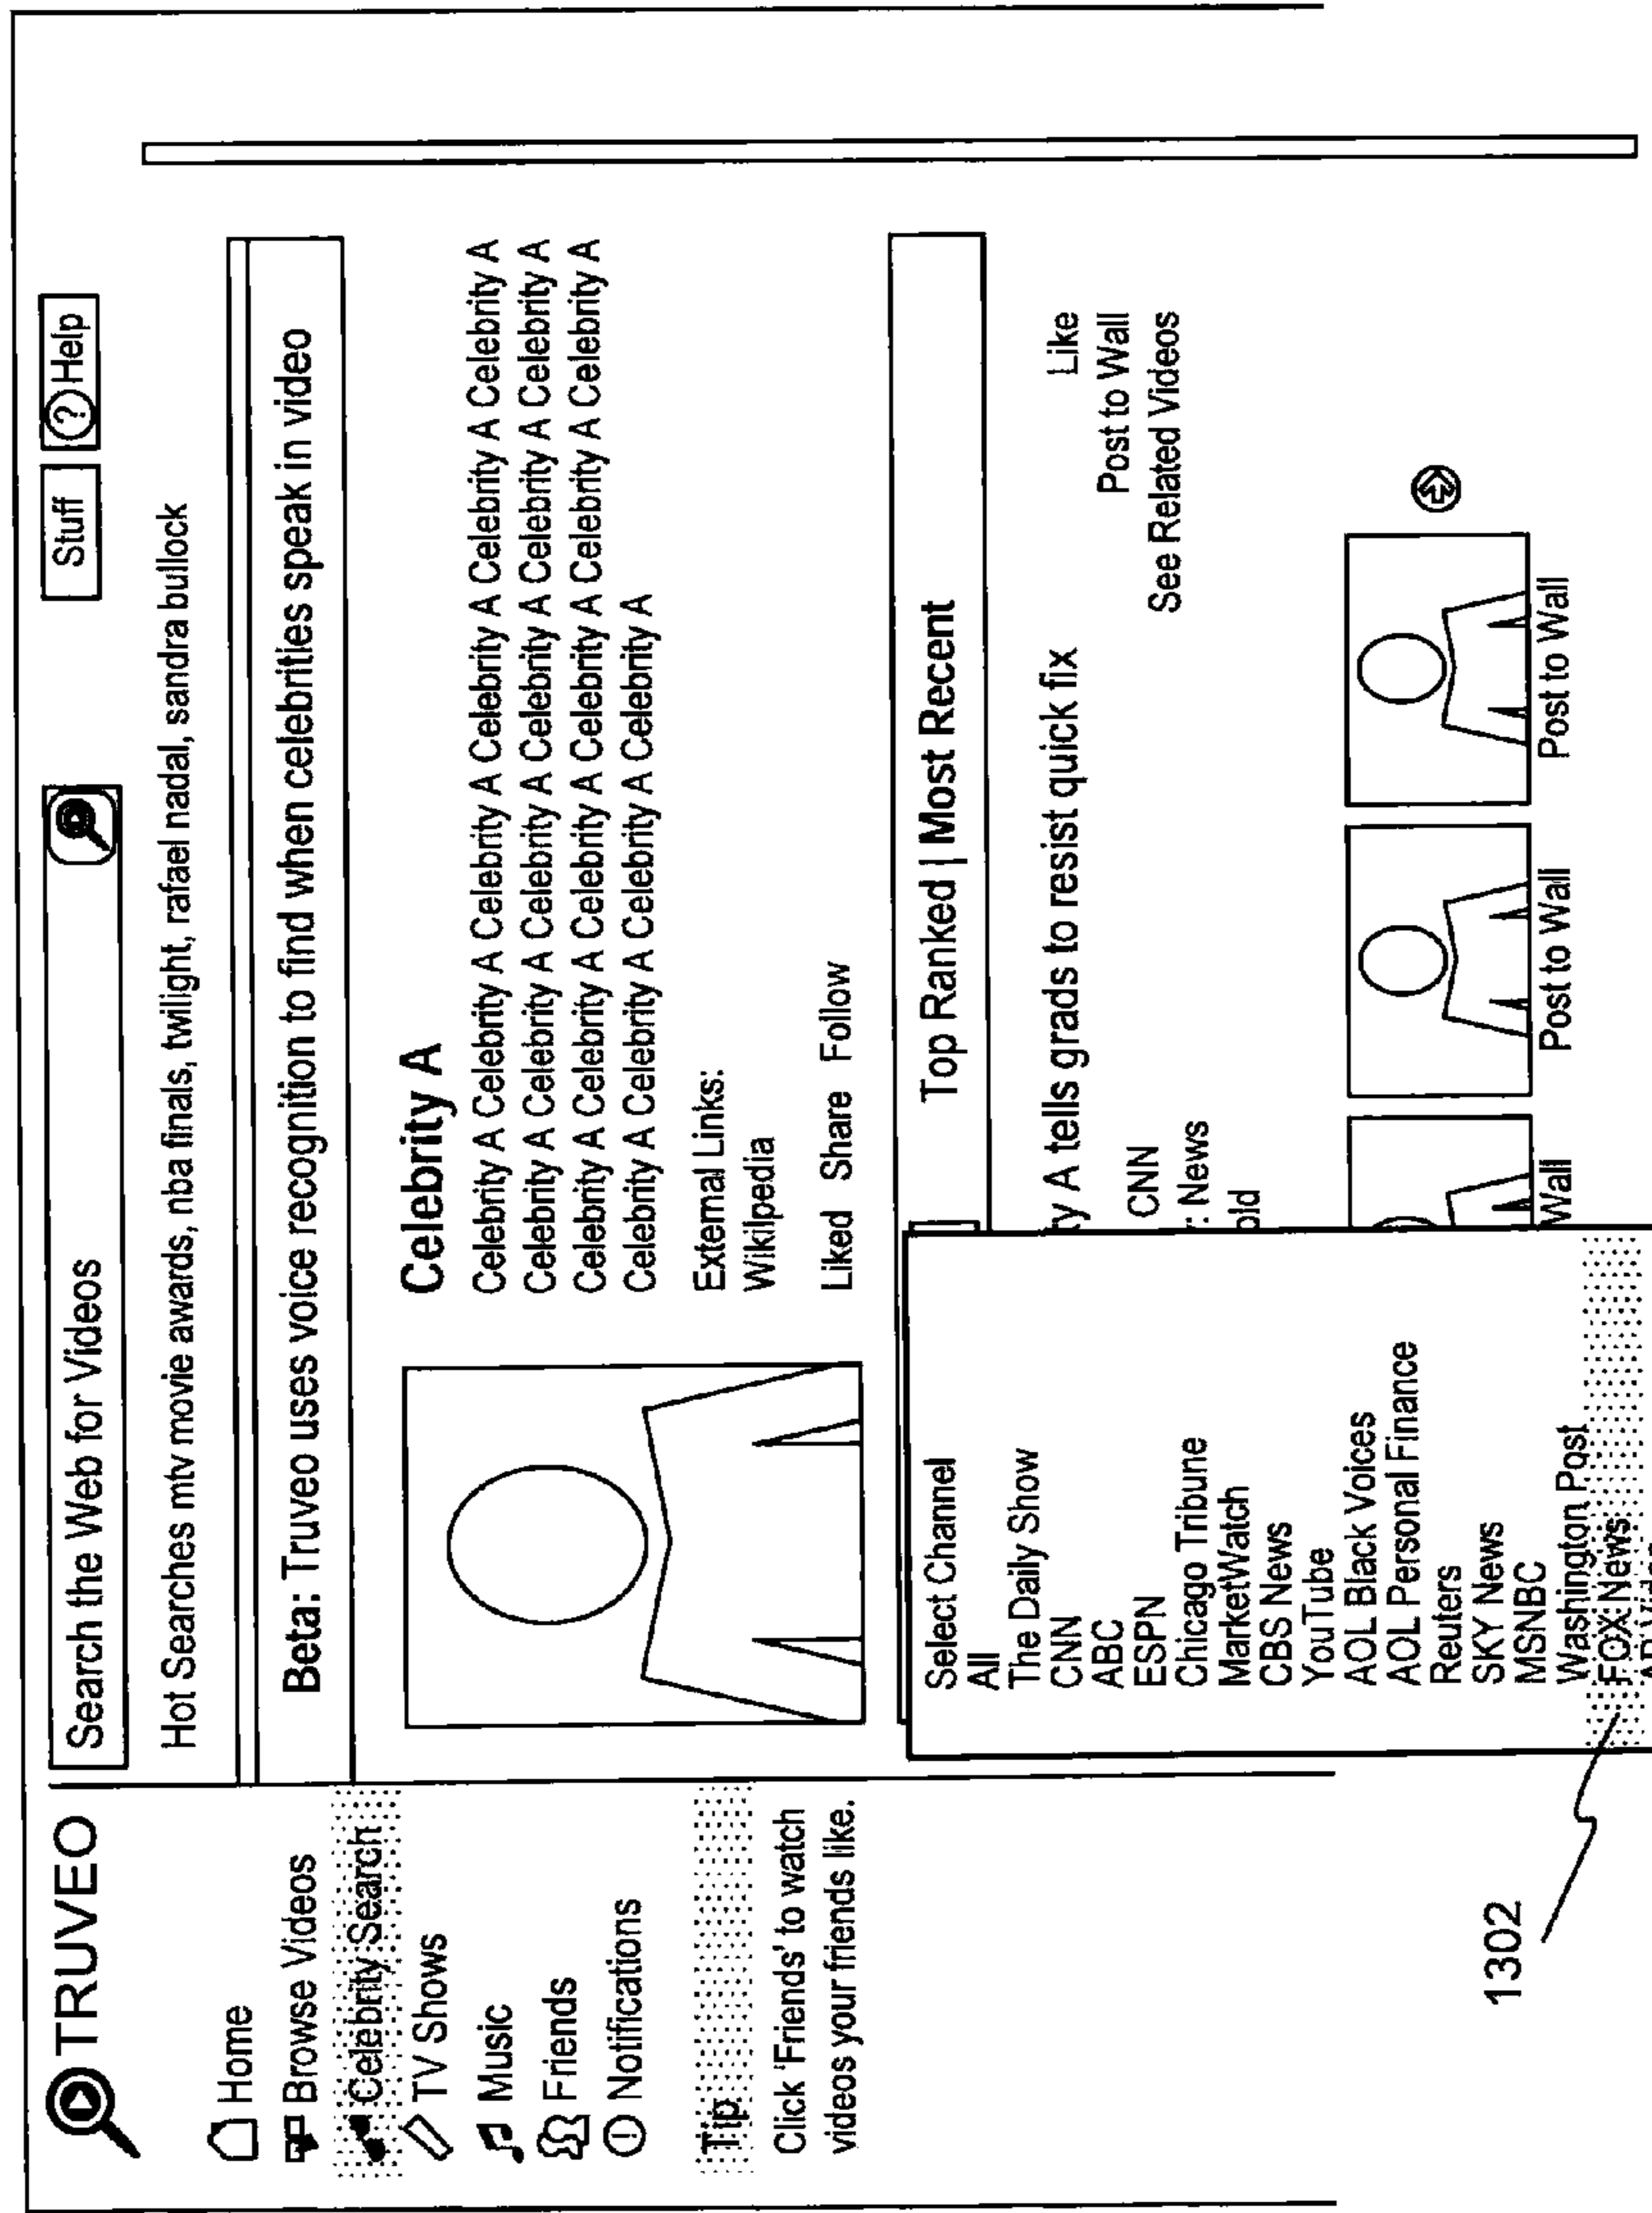 TRUVEO
Home
Browse Videos
Celebrity Search
TV Shows
Music
Friends
Notifications
Tip
Click 'Friends' to watch
videos your friends like.
Search the Web for Videos
Stuff
? Help
Hot Searches mtv movie awards, nba finals, twilight, rafael nadal, sandra bullock
Beta: Truveo uses voice recognition to find when celebrities speak in video
Celebrity A
Celebrity A Celebrity A Celebrity A Celebrity A Celebrity A Celebrity A
Celebrity A Celebrity A Celebrity A Celebrity A Celebrity A Celebrity A
Celebrity A Celebrity A Celebrity A Celebrity A Celebrity A Celebrity A
Celebrity A Celebrity A Celebrity A Celebrity A
External Links:
Wikilpedia
Liked Share Follow
Top Ranked | Most Recent
ty A tells grads to resist quick fix
CNN
: News
old
Like
Post to Wall
See Related Videos
Wall
Post to Wall
Post to Wall
Select Channel
All
The Daily Show
CNN
ABC
ESPN
Chicago Tribune
MarketWatch
CBS News
YouTube
AOL Black Voices
AOL Personal Finance
Reuters
SKY News
MSNBC
Washington Post
FOX News
1302